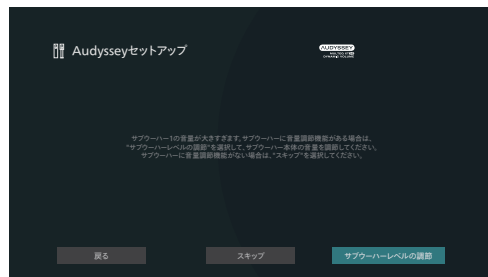 Audysseyセットアップ
AUDYSSEY
MULTEQ XT32
DYNAMIC VOLUME
サブウーハー1の音量が大きすぎます。サブウーハーに音量調節機能がある場合は、
"サブウーハーレベルの調節"を選択して、サブウーハー本体の音量を調節してください。
サブウーハーに音量調節機能がない場合は、"スキップ"を選択してください。
戻る
スキップ
サブウーハーレベルの調節